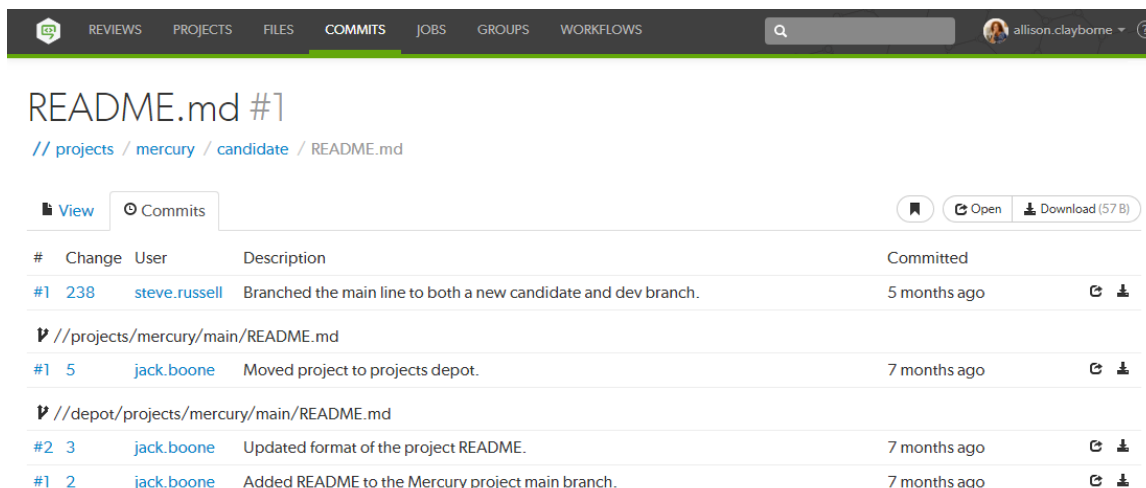 REVIEWS PROJECTS FILES COMMITS JOBS GROUPS WORKFLOWS allison.clayborne
README.md #1
// projects / mercury / candidate / README.md
View Commits Open Download (57 B)
# Change User Description Committed
#1 238 steve.russell Branched the main line to both a new candidate and dev branch. 5 months ago
//projects/mercury/main/README.md
#1 5 jack.boone Moved project to projects depot. 7 months ago
//depot/projects/mercury/main/README.md
#2 3 jack.boone Updated format of the project README. 7 months ago
#1 2 jack.boone Added README to the Mercury project main branch. 7 months ago